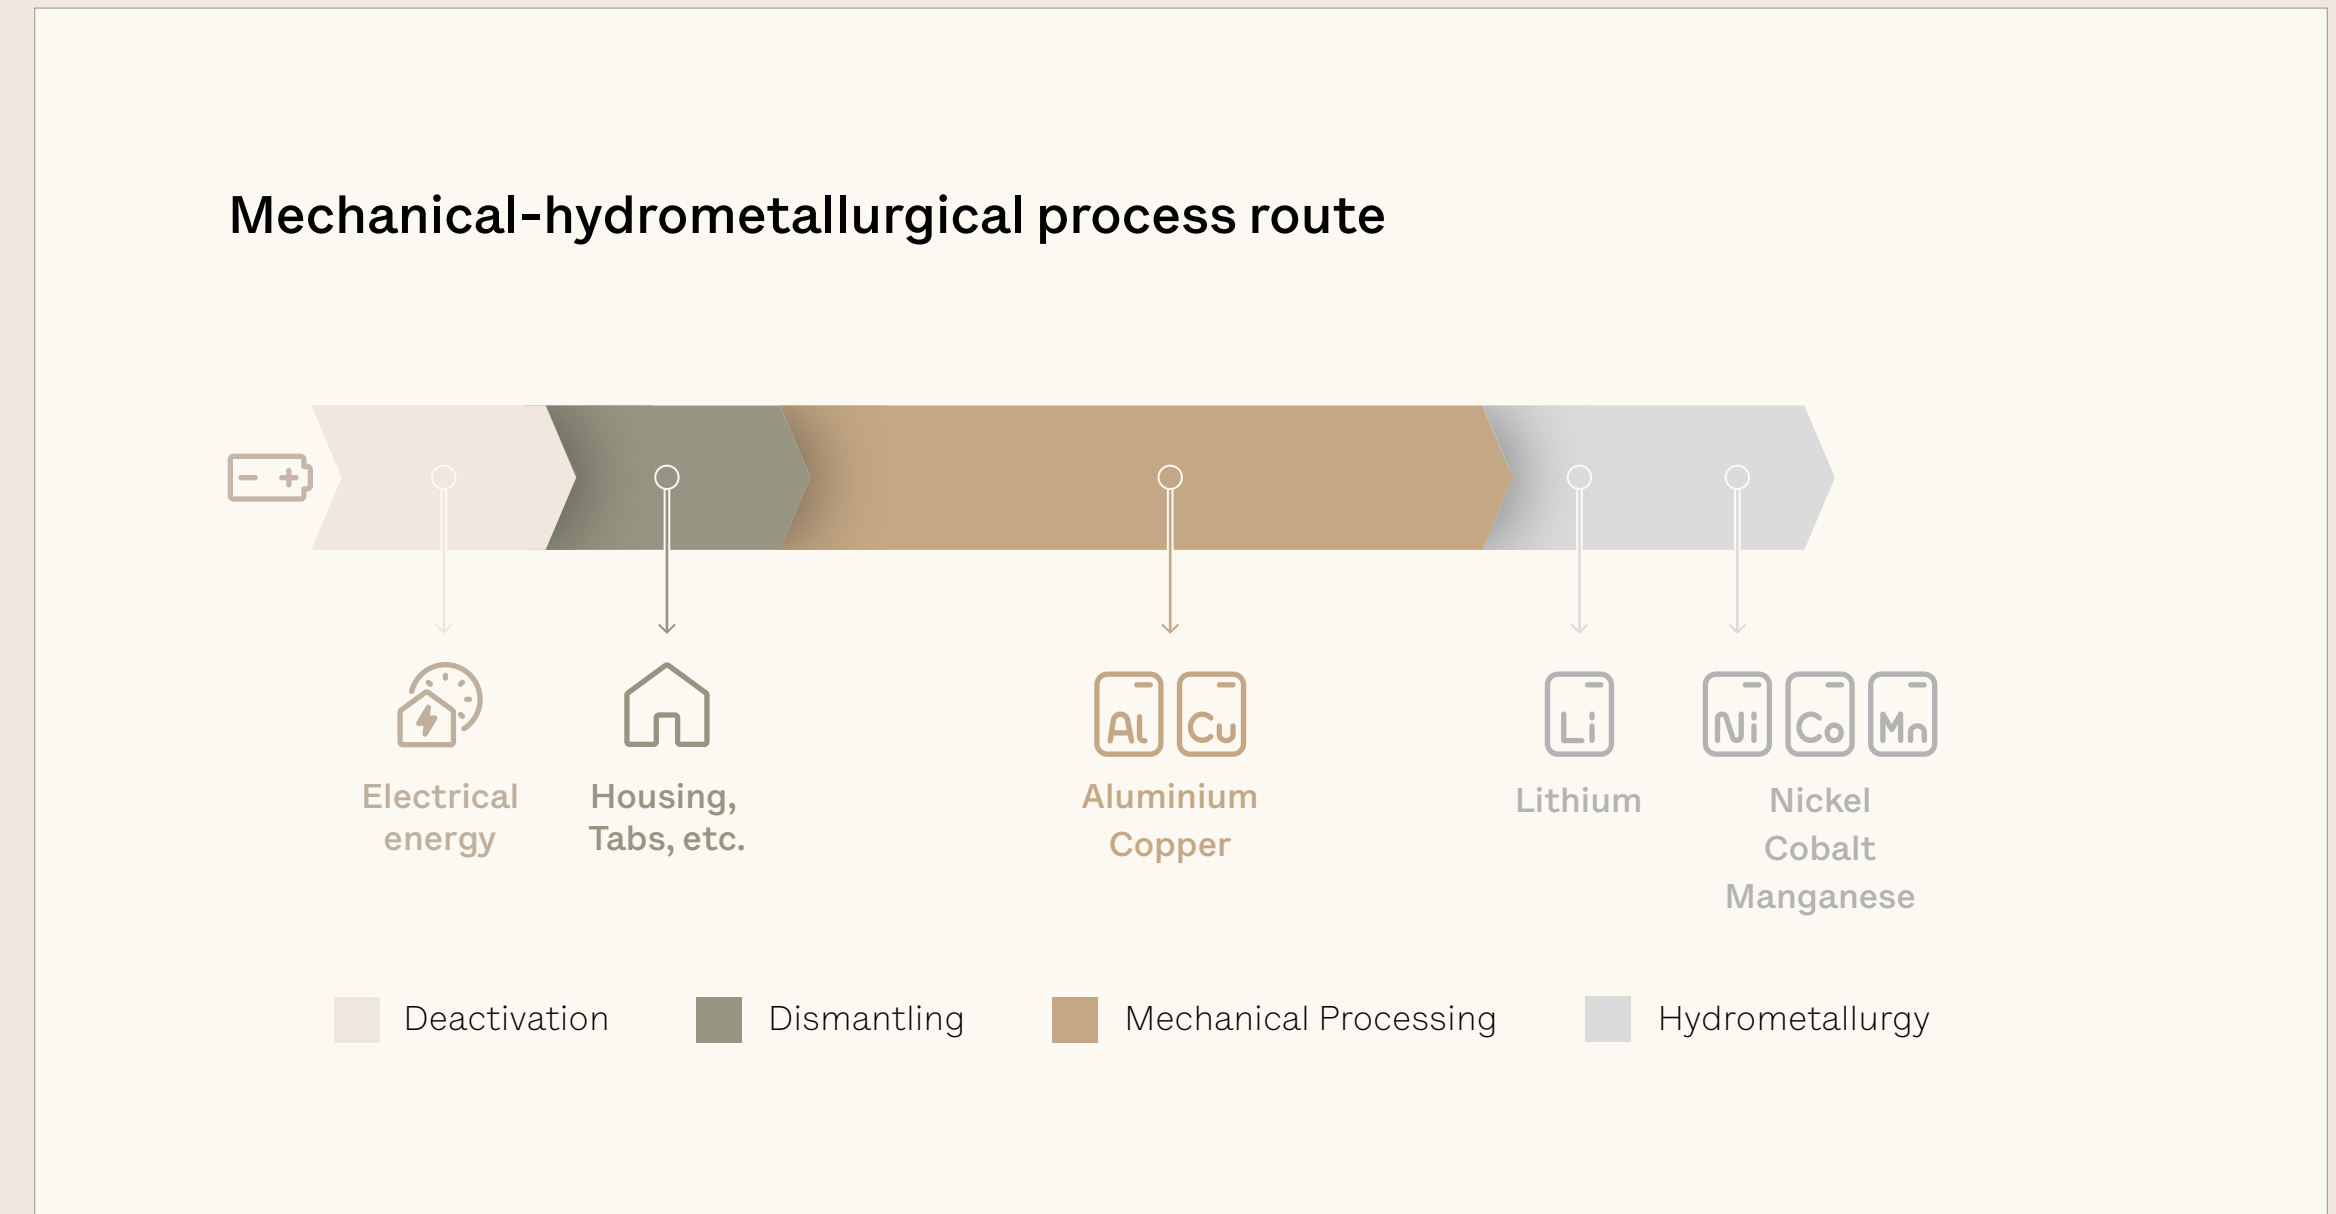 Mechanical-hydrometallurgical process route
Al
Cu
Li
Ni
Co
Mn
Electrical
energy
Housing,
Tabs, etc.
Aluminium
Copper
Lithium
Nickel
Cobalt
Manganese
Deactivation
Dismantling
Mechanical Processing
Hydrometallurgy